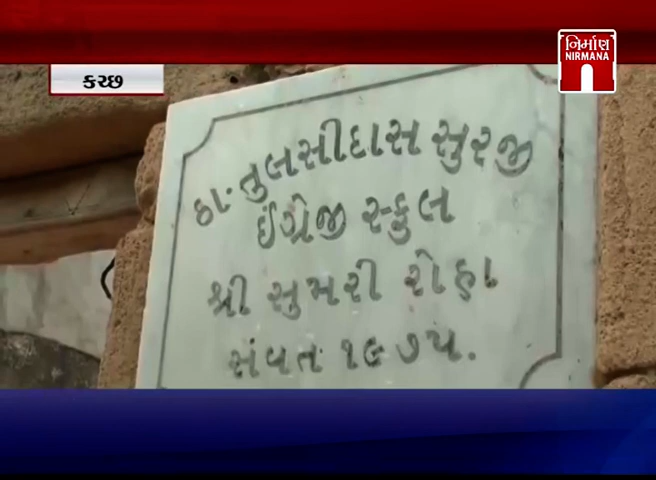 નિર્માણ
NIRMANA
કચ્છ
ઠા. તુલસીદાસ સુરજી
ઈંગ્રેજી સ્કુલ
શ્રી સુમરી રોહા
સંવત ૧૯૭૫.